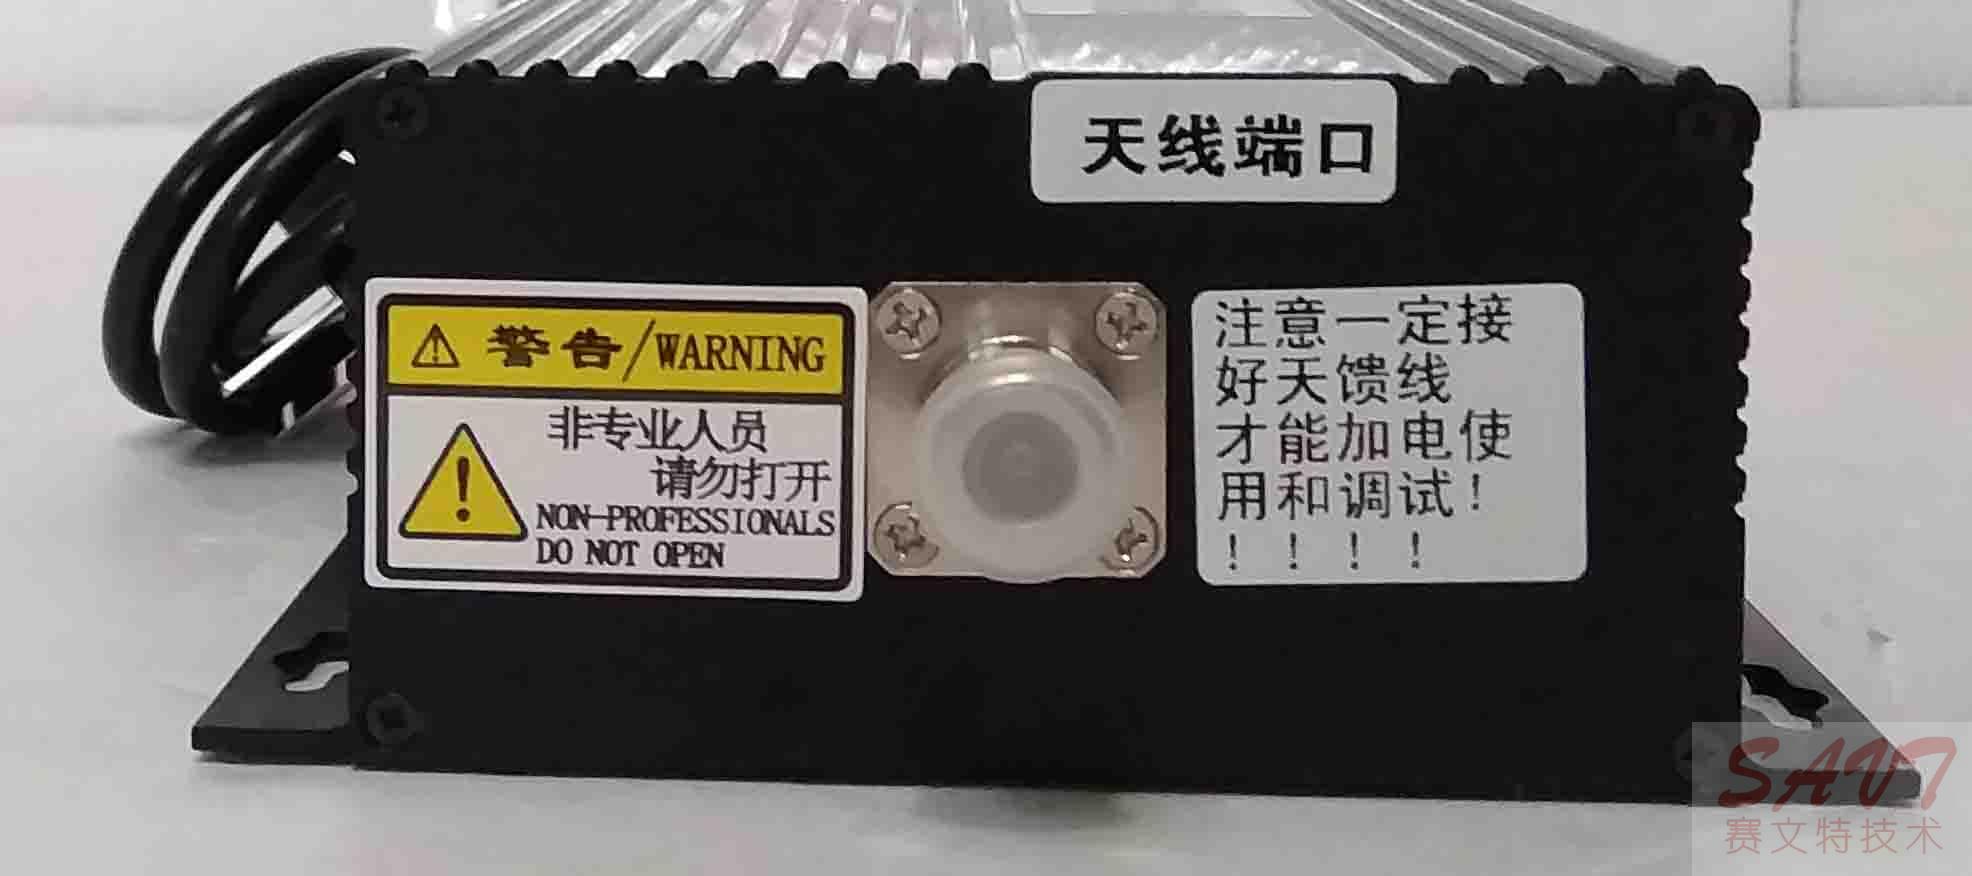 天线端口
警告/WARNING
非专业人员
请勿打开
NON-PROFESSIONALS
DO NOT OPEN
注意一定接
好天馈线
才能加电使
用和调试！
！！！！
SAVT
赛文特技术